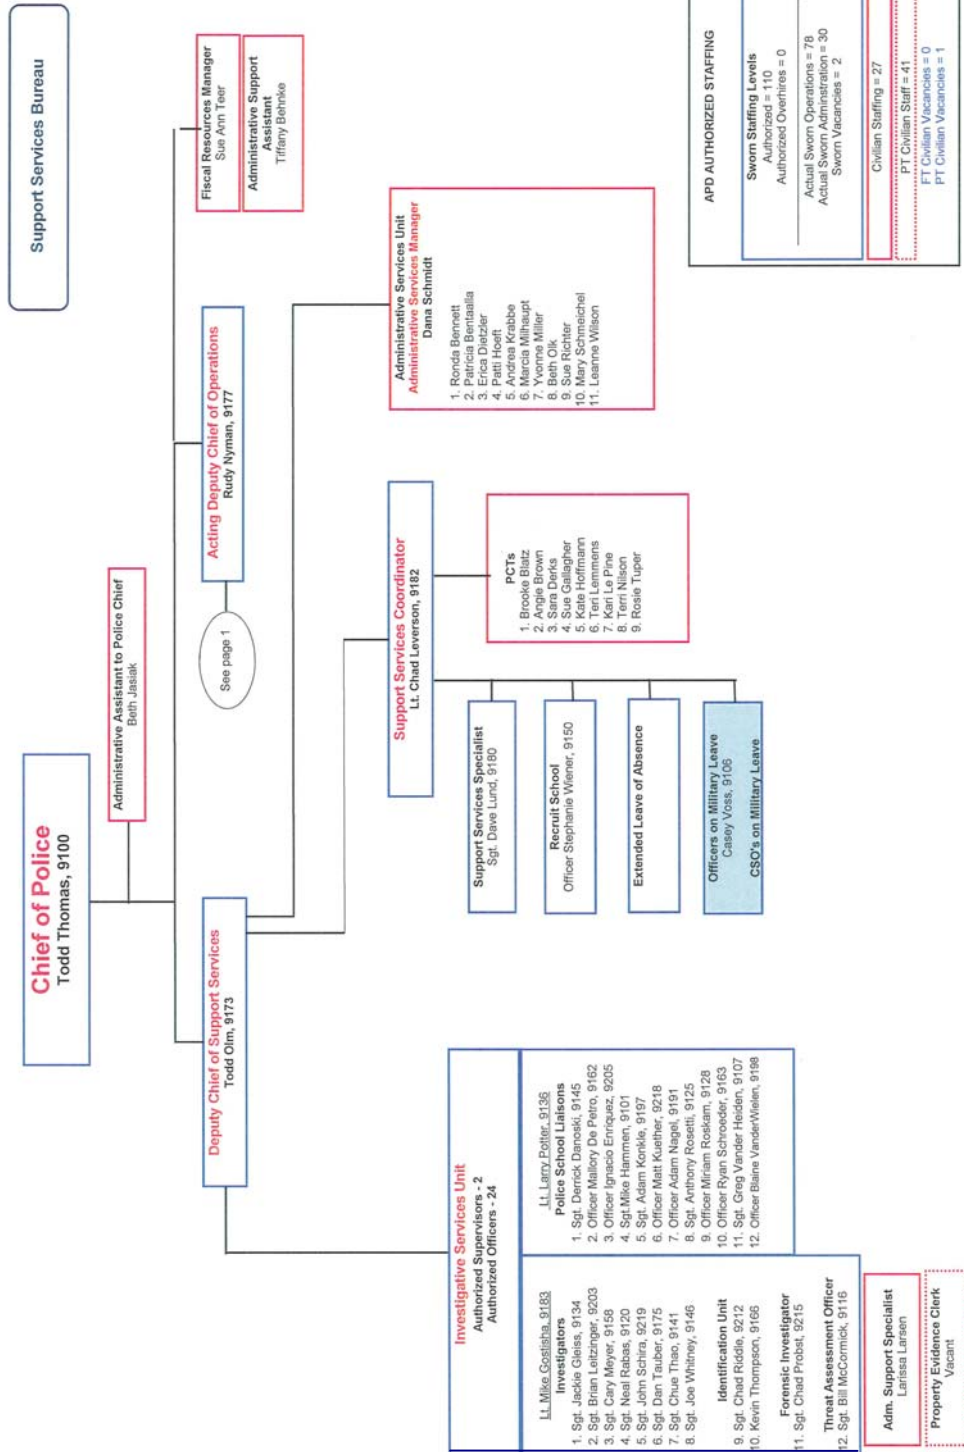 Support Services Bureau
Chief of Police
Todd Thomas, 9100
Administrative Assistant to Police Chief
Beth Jasiak
Deputy Chief of Support Services
Todd Olm, 9173
Acting Deputy Chief of Operations
Rudy Nyman, 9177
See page 1
Fiscal Resources Manager
Sue Ann Teer
Administrative Support
Assistant
Tiffany Behnke
Investigative Services Unit
Authorized Supervisors - 2
Authorized Officers - 24
Lt. Mike Gostisha, 9183
Investigators
1. Sgt. Jackie Gleiss, 9134
2. Sgt. Brian Leitzinger, 9203
3. Sgt. Cary Meyer, 9158
4. Sgt. Neal Rabas, 9120
5. Sgt. John Schira, 9219
6. Sgt. Dan Tauber, 9175
7. Sgt. Chue Thao, 9141
8. Sgt. Joe Whitney, 9146
Identification Unit
9. Sgt. Chad Riddle, 9212
10. Kevin Thompson, 9166
Forensic Investigator
11. Sgt. Chad Probst, 9215
Threat Assessment Officer
12. Sgt. Bill McCormick, 9116
Lt. Larry Potter, 9136
Police School Liaisons
1. Sgt. Derrick Danoski, 9145
2. Officer Mallory De Petro, 9162
3. Officer Ignacio Enriquez, 9205
4. Sgt.Mike Hammen, 9101
5. Sgt. Adam Konkle, 9197
6. Officer Matt Kuether, 9218
7. Officer Adam Nagel, 9191
8. Sgt. Anthony Rosetti, 9125
9. Officer Miriam Roskam, 9128
10. Officer Ryan Schroeder, 9163
11. Sgt. Greg Vander Heiden, 9107
12. Officer Blaine VanderWielen, 9198
Adm. Support Specialist
Larissa Larsen
Property Evidence Clerk
Vacant
Support Services Coordinator
Lt. Chad Leverson, 9182
Support Services Specialist
Sgt. Dave Lund, 9180
Recruit School
Officer Stephanie Wiener, 9150
Extended Leave of Absence
Officers on Military Leave
Casey Voss, 9106
CSO's on Military Leave
PCTs
1. Brooke Blatz
2. Angie Brown
3. Sara Derks
4. Sue Gallagher
5. Kate Hoffmann
6. Teri Lemmens
7. Kari Le Pine
8. Terri Nilson
9. Rosie Tuper
Administrative Services Unit
Administrative Services Manager
Dana Schmidt
1. Ronda Bennett
2. Patricia Bentaalla
3. Erica Dietzler
4. Patti Hoeft
5. Andrea Krabbe
6. Marcia Milhaupt
7. Yvonne Miller
8. Beth Olk
9. Sue Richter
10. Mary Schmeichel
11. Leanne Wilson
APD AUTHORIZED STAFFING
Sworn Staffing Levels
Authorized = 110
Authorized Overhires = 0
Actual Sworn Operations = 78
Actual Sworn Adminstration = 30
Sworn Vacancies = 2
Civilian Staffing = 27
PT Civilian Staff = 41
FT Civilian Vacancies = 0
PT Civilian Vacancies = 1